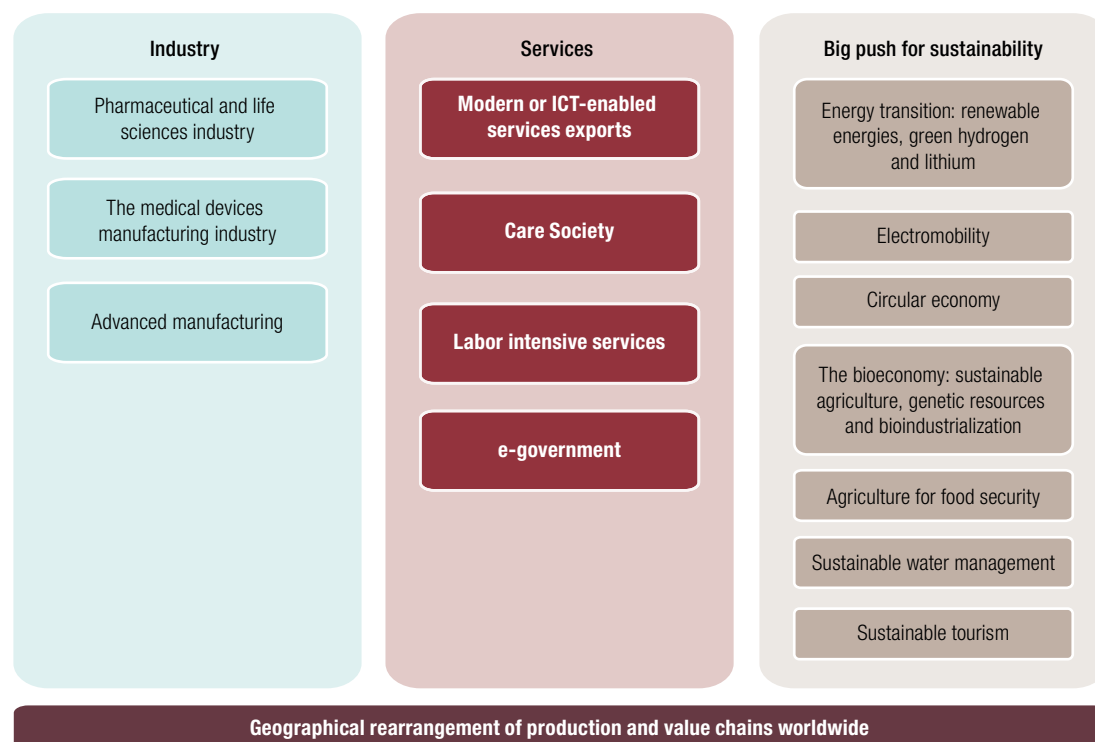 Industry
Pharmaceutical and life
sciences industry
The medical devices
manufacturing industry
Advanced manufacturing
Services
Modern or ICT-enabled
services exports
Care Society
Labor intensive services
e-government
Big push for sustainability
Energy transition: renewable
energies, green hydrogen
and lithium
Electromobility
Circular economy
The bioeconomy: sustainable
agriculture, genetic resources
and bioindustrialization
Agriculture for food security
Sustainable water management
Sustainable tourism
Geographical rearrangement of production and value chains worldwide